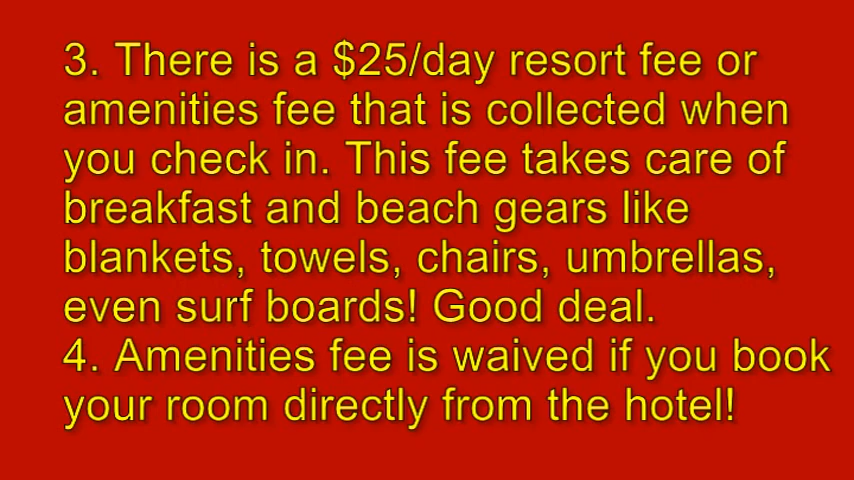 3. There is a $25/day resort fee or
amenities fee that is collected when
you check in. This fee takes care of
breakfast and beach gears like
blankets, towels, chairs, umbrellas,
even surf boards! Good deal.
4. Amenities fee is waived if you book
your room directly from the hotel!